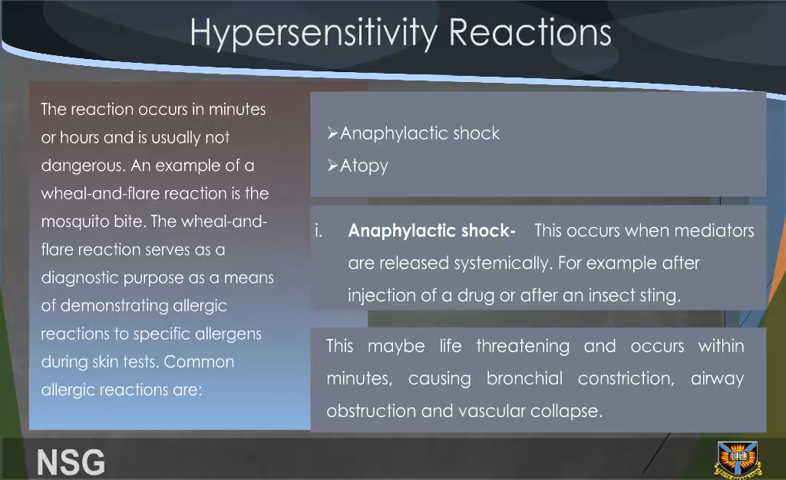 Hypersensitivity Reactions
The reaction occurs in minutes
or hours and is usually not
dangerous. An example of a
wheal-and-flare reaction is the
mosquito bite. The wheal-and-
flare reaction serves as a
diagnostic purpose as a means
of demonstrating allergic
reactions to specific allergens
during skin tests. Common
allergic reactions are:
➢Anaphylactic shock
➢Atopy
i. Anaphylactic shock- This occurs when mediators
are released systemically. For example after
injection of a drug or after an insect sting.
This maybe life threatening and occurs within
minutes, causing bronchial constriction, airway
obstruction and vascular collapse.
NSG